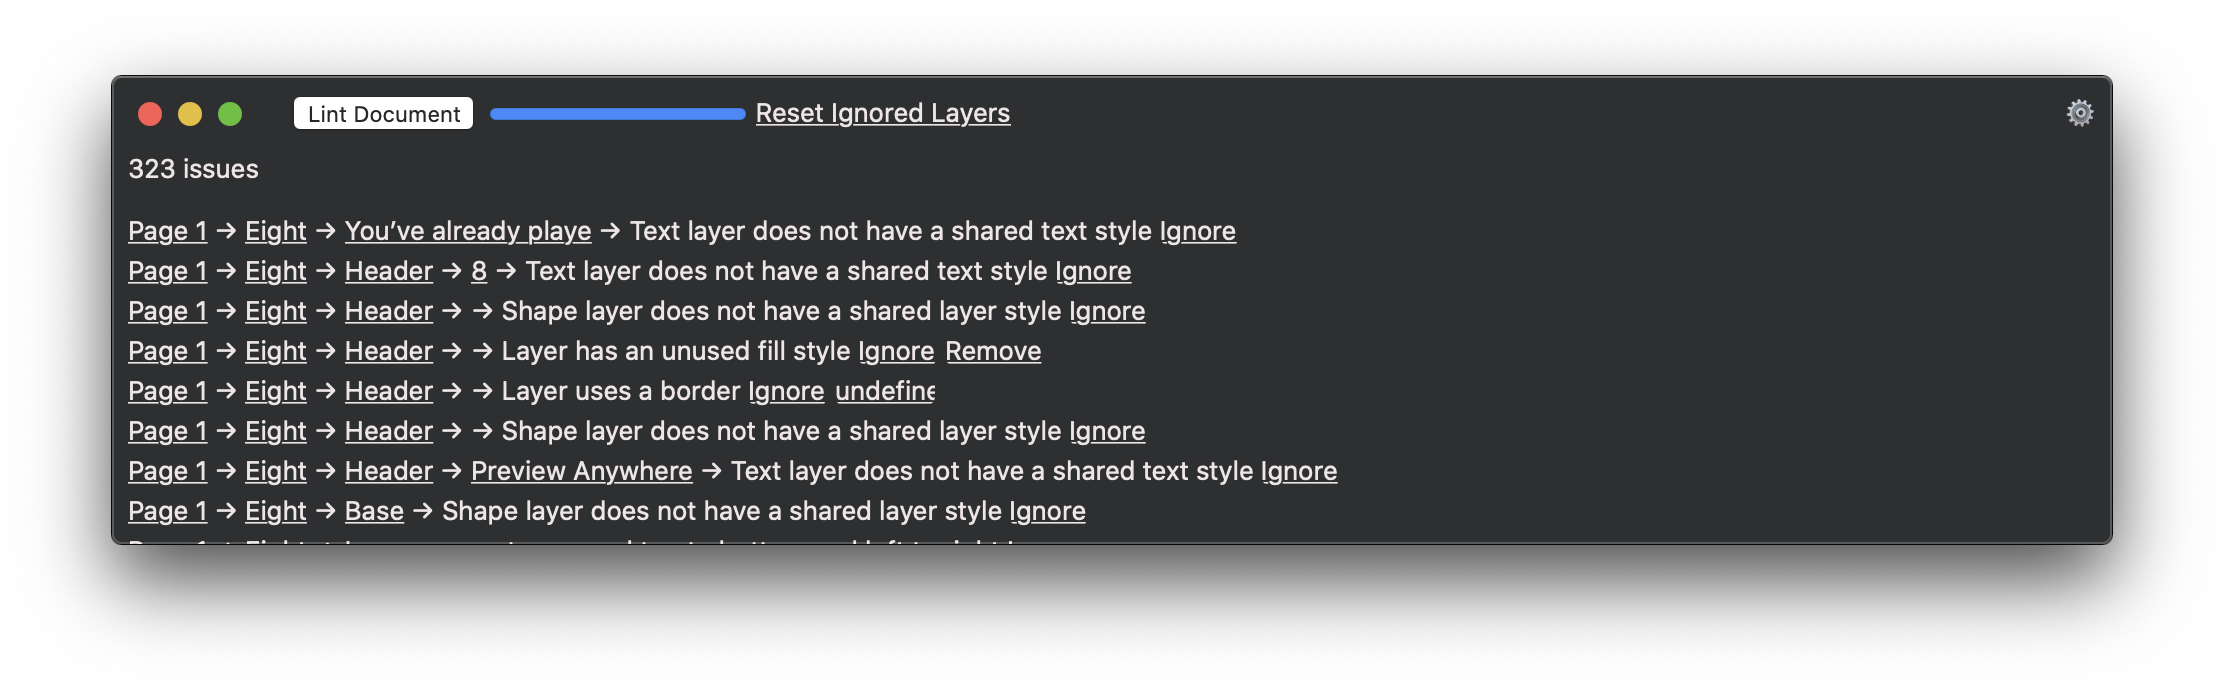 Lint Document Reset Ignored Layers
323 issues
Page 1 → Eight → You’ve already playe → Text layer does not have a shared text style Ignore
Page 1 → Eight → Header → 8 → Text layer does not have a shared text style Ignore
Page 1 → Eight → Header → → Shape layer does not have a shared layer style Ignore
Page 1 → Eight → Header → → Layer has an unused fill style Ignore Remove
Page 1 → Eight → Header → → Layer uses a border Ignore undefine
Page 1 → Eight → Header → → Shape layer does not have a shared layer style Ignore
Page 1 → Eight → Header → Preview Anywhere → Text layer does not have a shared text style Ignore
Page 1 → Eight → Base → Shape layer does not have a shared layer style Ignore